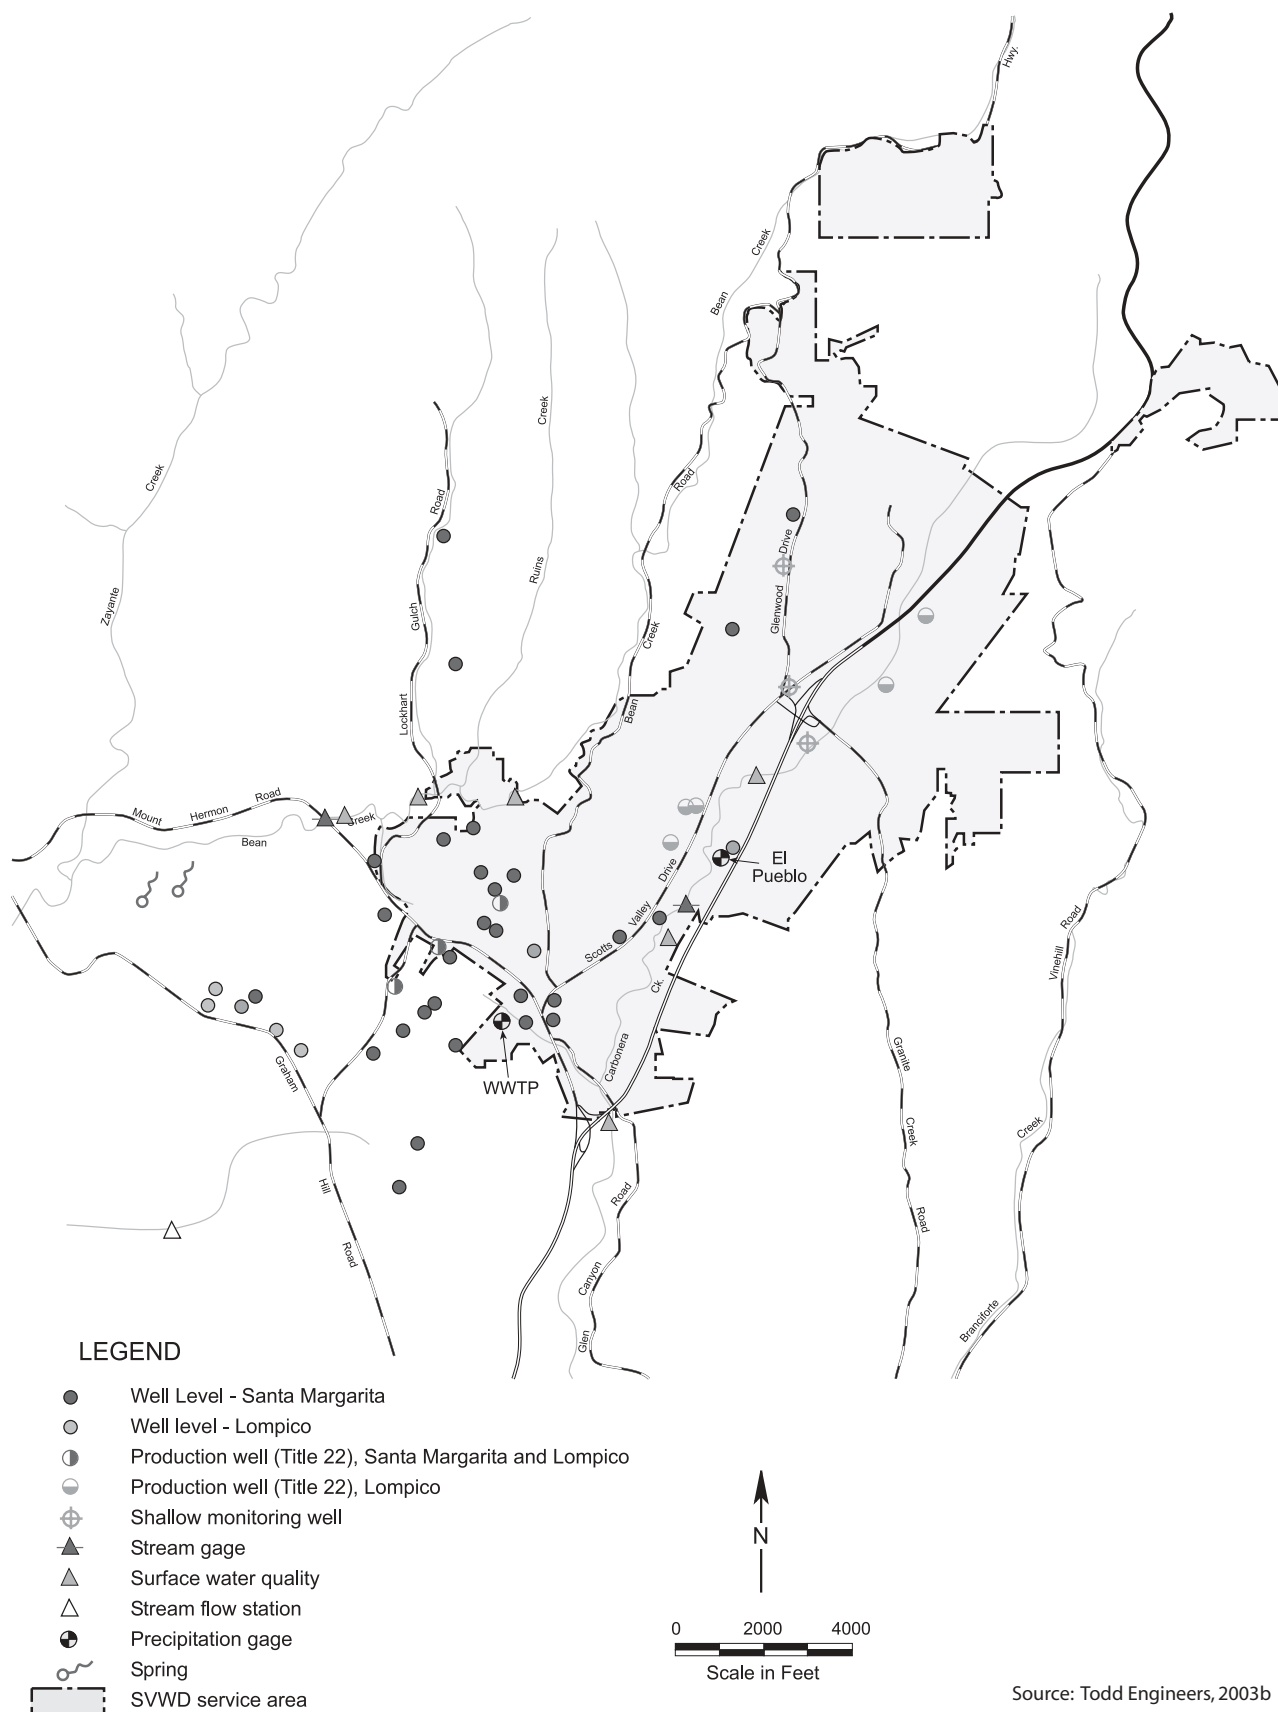 Hwy.
Creek
Bean
Creek
Road
Creek
Road
Drive
Ruins
Creek
Gulch
Glenwood
Zayante
Creek
Bean
Lockhart
Road
Hermon
Mount
Creek
Bean
El
Pueblo
Drive
Valley
Scotts
Road
Vinehill
Ck.
Carbonera
Granite
Graham
WWTP
Creek
Creek
Hill
Road
Road
Road
Canyon
Glen
Branciforte
LEGEND
Well Level - Santa Margarita
Well level - Lompico
Production well (Title 22), Santa Margarita and Lompico
Production well (Title 22), Lompico
Shallow monitoring well
Stream gage
Surface water quality
Stream flow station
Precipitation gage
Spring
SVWD service area
N
0 2000 4000
Scale in Feet
Source: Todd Engineers, 2003b